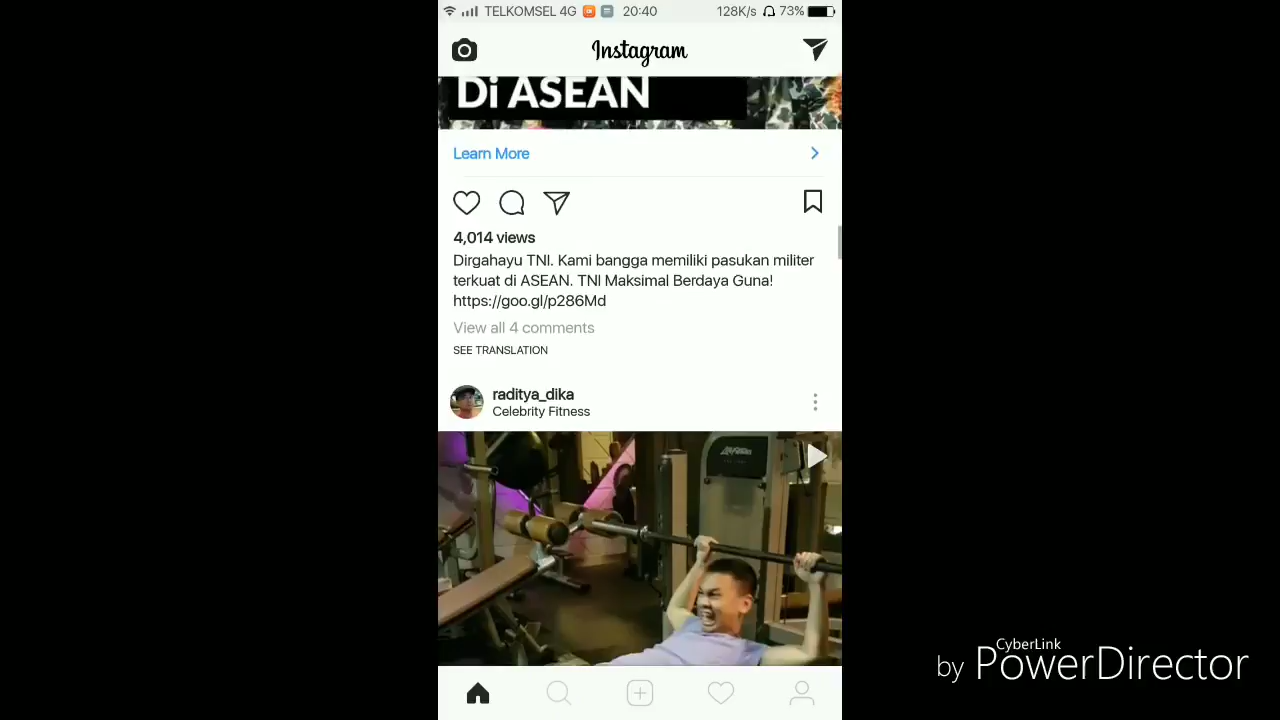 TELKOMSEL 4G 20:40 128K/s 73%
Instagram
Di ASEAN
Learn More
4,014 views
Dirgahayu TNI. Kami bangga memiliki pasukan militer
terkuat di ASEAN. TNI Maksimal Berdaya Guna!
https://goo.gl/p286Md
View all 4 comments
SEE TRANSLATION
raditya_dika
Celebrity Fitness
CyberLink
by PowerDirector